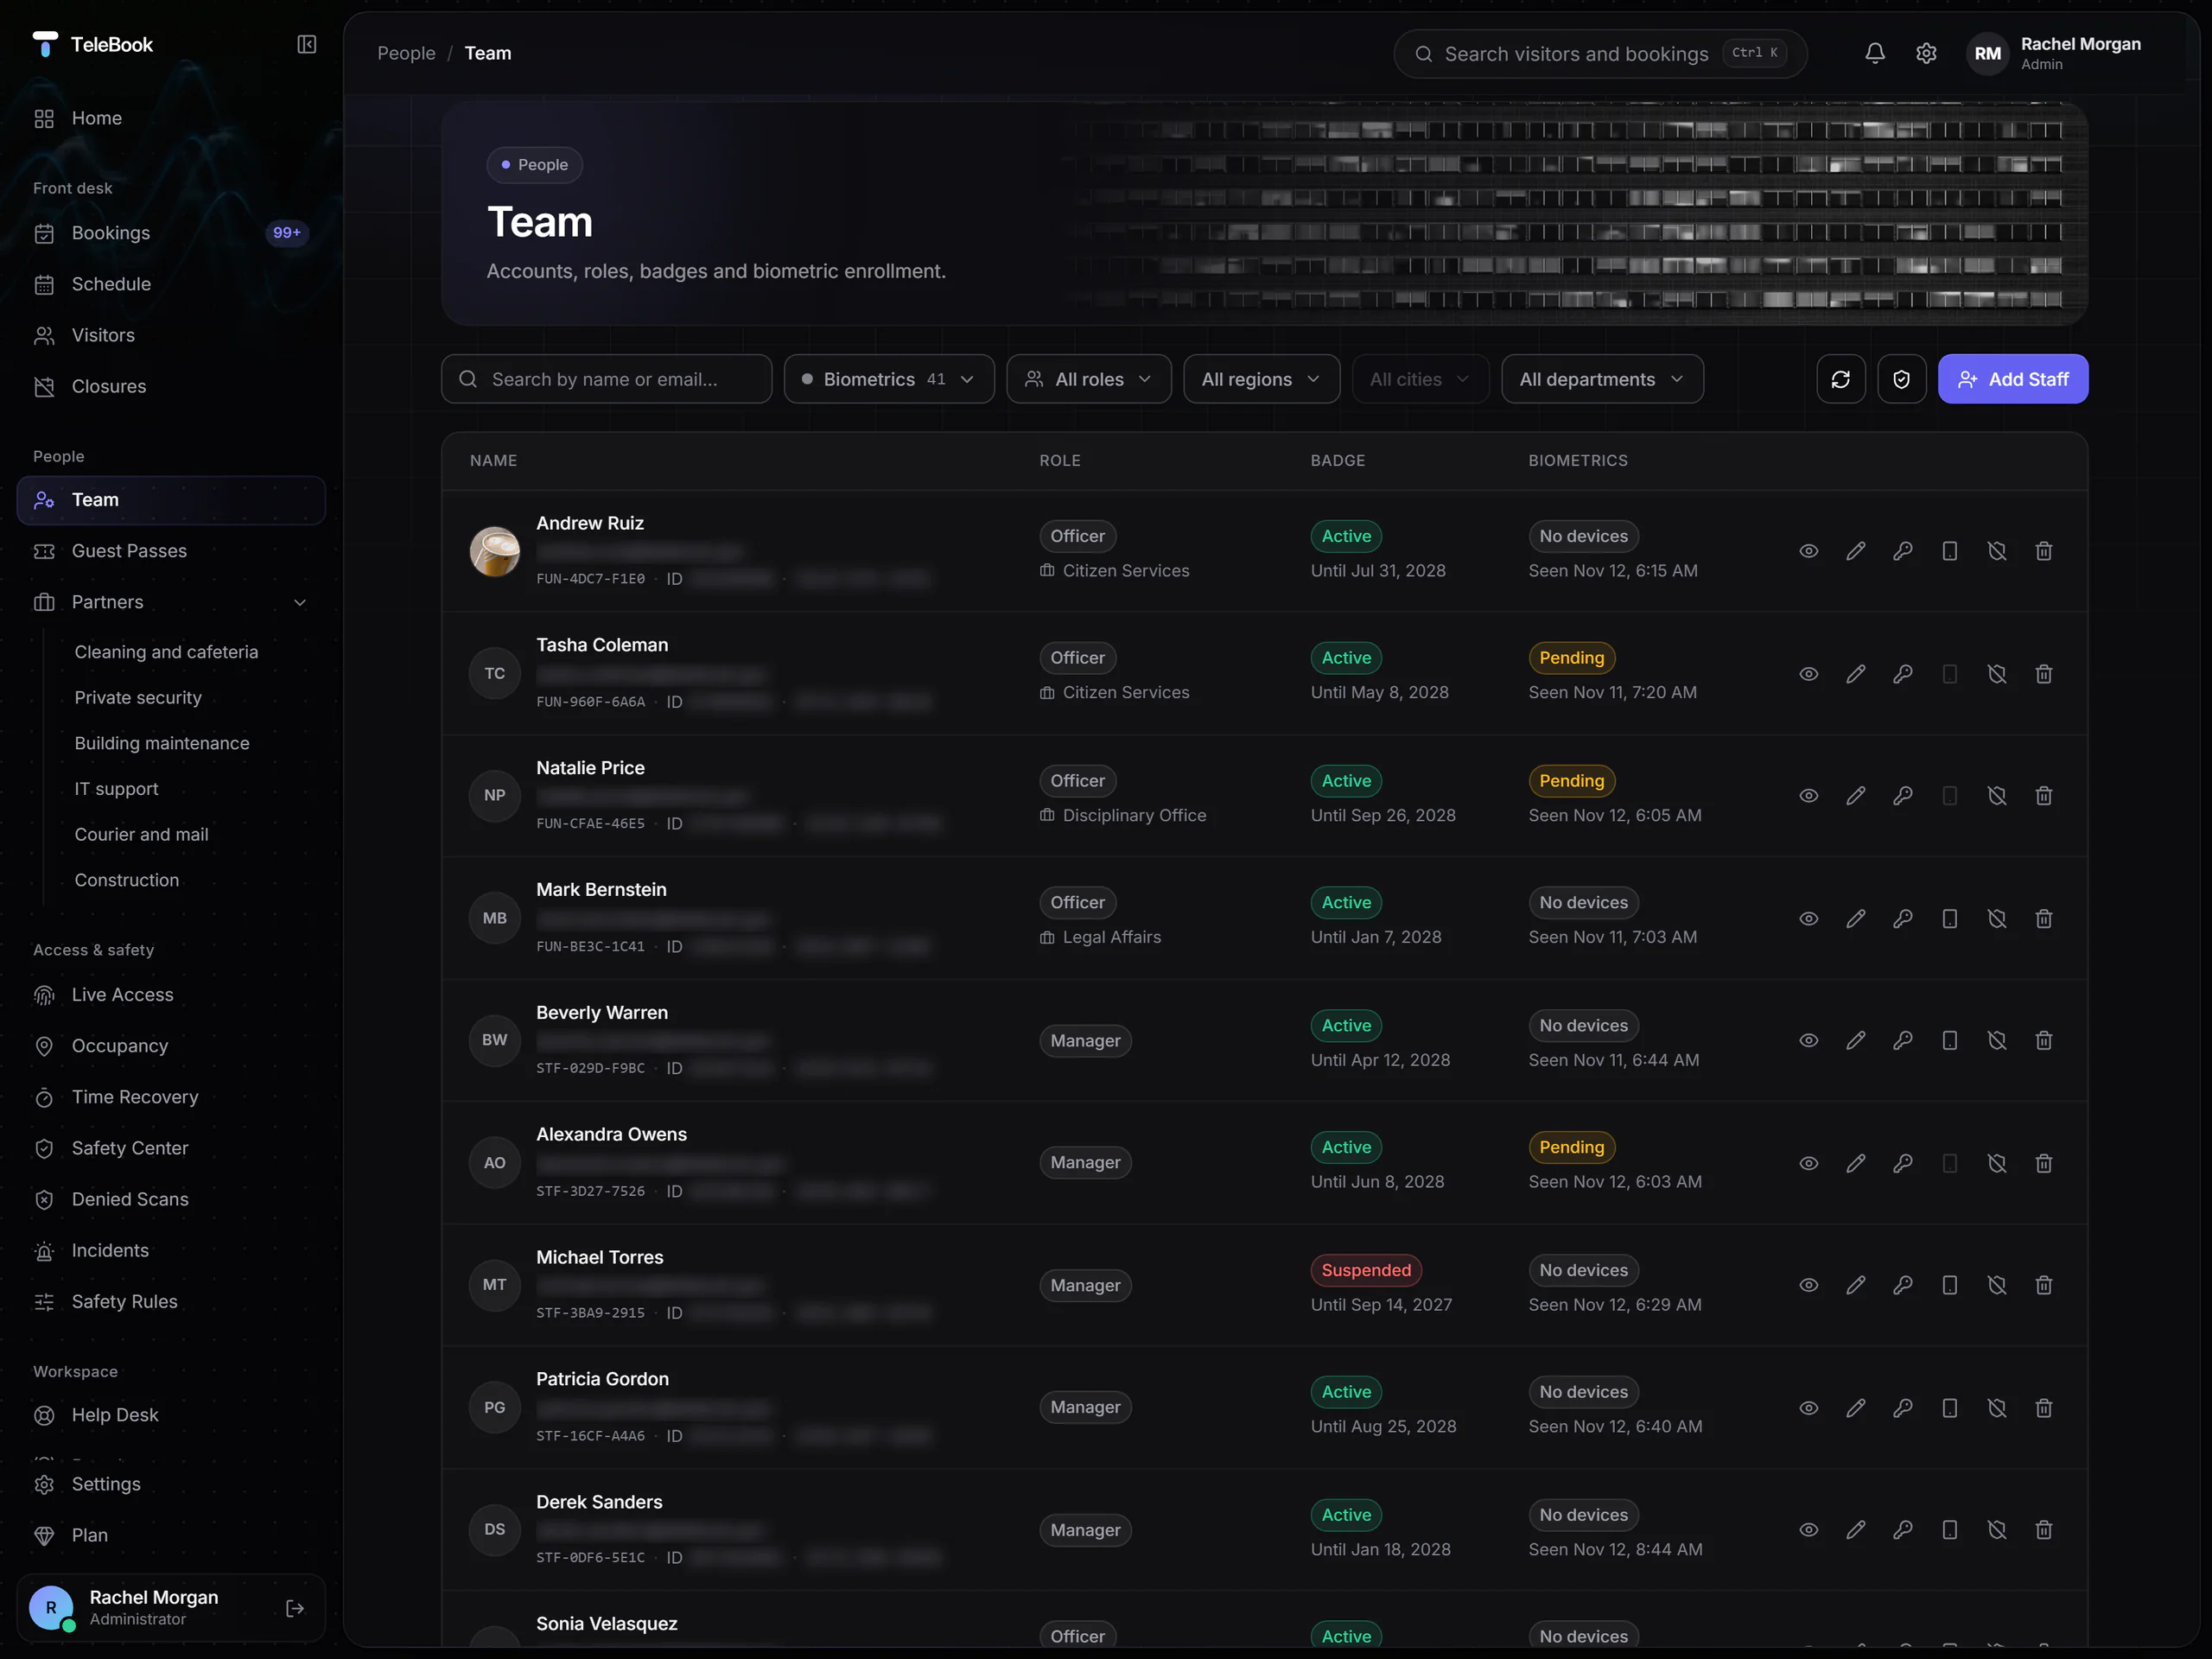 TeleBook
Home
Front desk
Bookings 99+
Schedule
Visitors
Closures
People
Team
Guest Passes
Partners
Cleaning and cafeteria
Private security
Building maintenance
IT support
Courier and mail
Construction
Access & safety
Live Access
Occupancy
Time Recovery
Safety Center
Denied Scans
Incidents
Safety Rules
Workspace
Help Desk
Settings
Plan
R Rachel Morgan
Administrator
People / Team
Search visitors and bookings Ctrl K
RM Rachel Morgan
Admin
People
Team
Accounts, roles, badges and biometric enrollment.
Search by name or email...
Biometrics 41
All roles
All regions
All cities
All departments
Add Staff
NAME ROLE BADGE BIOMETRICS
Andrew Ruiz
FUN-4DC7-F1E0 · ID
Officer
Citizen Services
Active
Until Jul 31, 2028
No devices
Seen Nov 12, 6:15 AM
TC
Tasha Coleman
FUN-960F-6A6A · ID
Officer
Citizen Services
Active
Until May 8, 2028
Pending
Seen Nov 11, 7:20 AM
NP
Natalie Price
FUN-CFAE-46E5 · ID
Officer
Disciplinary Office
Active
Until Sep 26, 2028
Pending
Seen Nov 12, 6:05 AM
MB
Mark Bernstein
FUN-BE3C-1C41 · ID
Officer
Legal Affairs
Active
Until Jan 7, 2028
No devices
Seen Nov 11, 7:03 AM
BW
Beverly Warren
STF-029D-F9BC · ID
Manager
Active
Until Apr 12, 2028
No devices
Seen Nov 11, 6:44 AM
AO
Alexandra Owens
STF-3D27-7526 · ID
Manager
Active
Until Jun 8, 2028
Pending
Seen Nov 12, 6:03 AM
MT
Michael Torres
STF-3BA9-2915 · ID
Manager
Suspended
Until Sep 14, 2027
No devices
Seen Nov 12, 6:29 AM
PG
Patricia Gordon
STF-16CF-A4A6 · ID
Manager
Active
Until Aug 25, 2028
No devices
Seen Nov 12, 6:40 AM
DS
Derek Sanders
STF-0DF6-5E1C · ID
Manager
Active
Until Jan 18, 2028
No devices
Seen Nov 12, 8:44 AM
Sonia Velasquez
Officer
Active
No devices